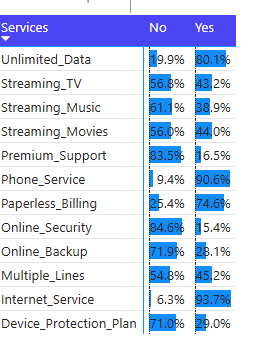 Services No Yes
Unlimited_Data 19.9% 80.1%
Streaming_TV 56.8% 43.2%
Streaming_Music 61.1% 38.9%
Streaming_Movies 56.0% 44.0%
Premium_Support 83.5% 16.5%
Phone_Service 9.4% 90.6%
Paperless_Billing 25.4% 74.6%
Online_Security 84.6% 15.4%
Online_Backup 71.9% 28.1%
Multiple_Lines 54.8% 45.2%
Internet_Service 6.3% 93.7%
Device_Protection_Plan 71.0% 29.0%